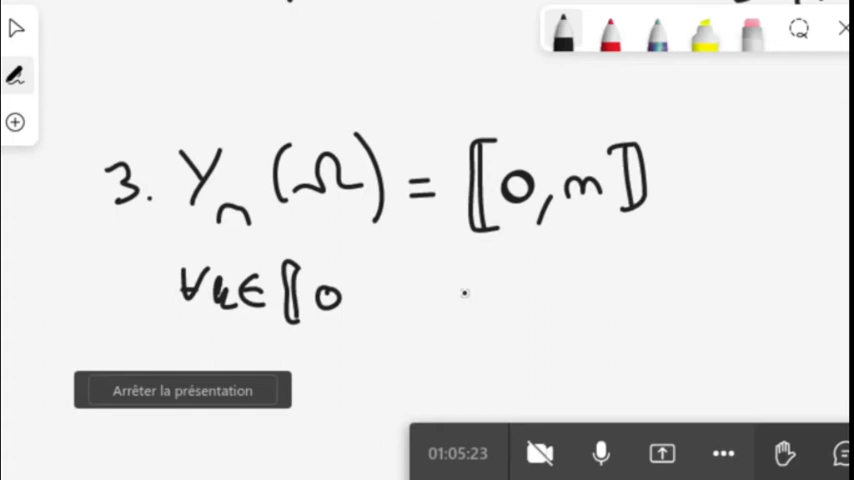 3. Yn (Ω) = ⟦0, n⟧
∀k ∈ ⟦0
Arrêter la présentation
01:05:23